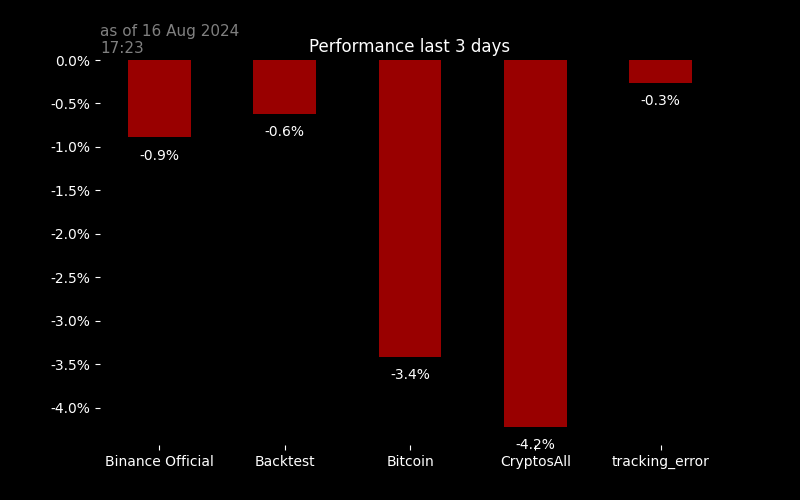 as of 16 Aug 2024
17:23
Performance last 3 days
0.0%
-0.5%
-1.0%
-1.5%
-2.0%
-2.5%
-3.0%
-3.5%
-4.0%
-0.9%
-0.6%
-3.4%
-4.2%
-0.3%
Binance Official
Backtest
Bitcoin
CryptosAll
tracking_error